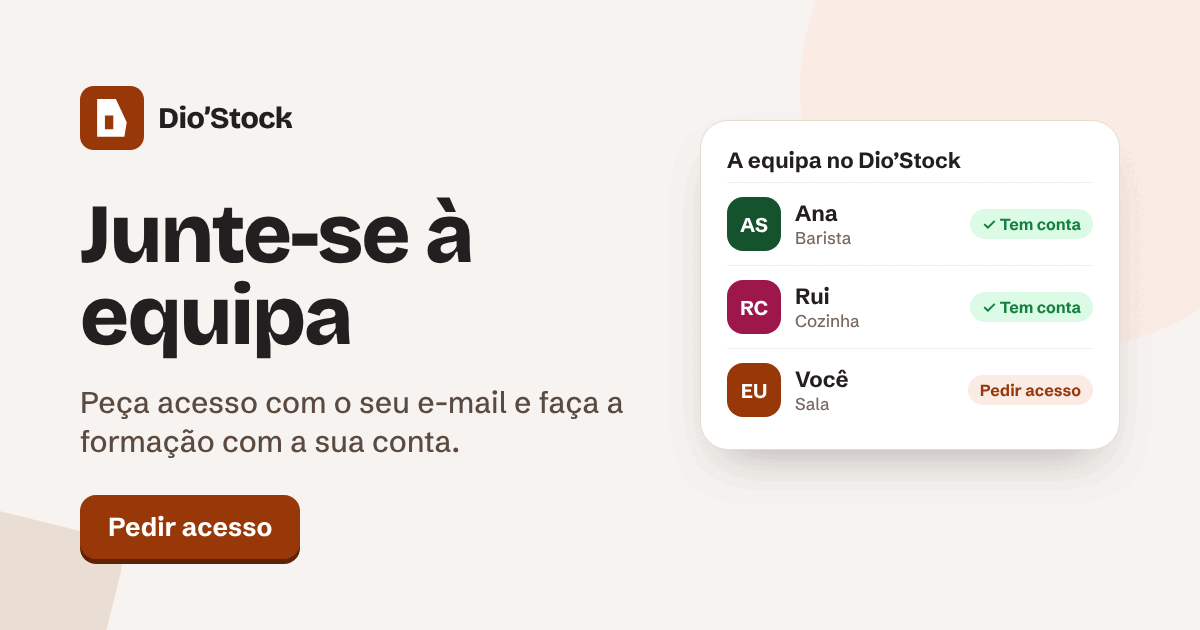 Dio’Stock
Junte-se à
equipa
Peça acesso com o seu e-mail e faça a
formação com a sua conta.
Pedir acesso
A equipa no Dio’Stock
AS
Ana
Barista
✓ Tem conta
RC
Rui
Cozinha
✓ Tem conta
EU
Você
Sala
Pedir acesso